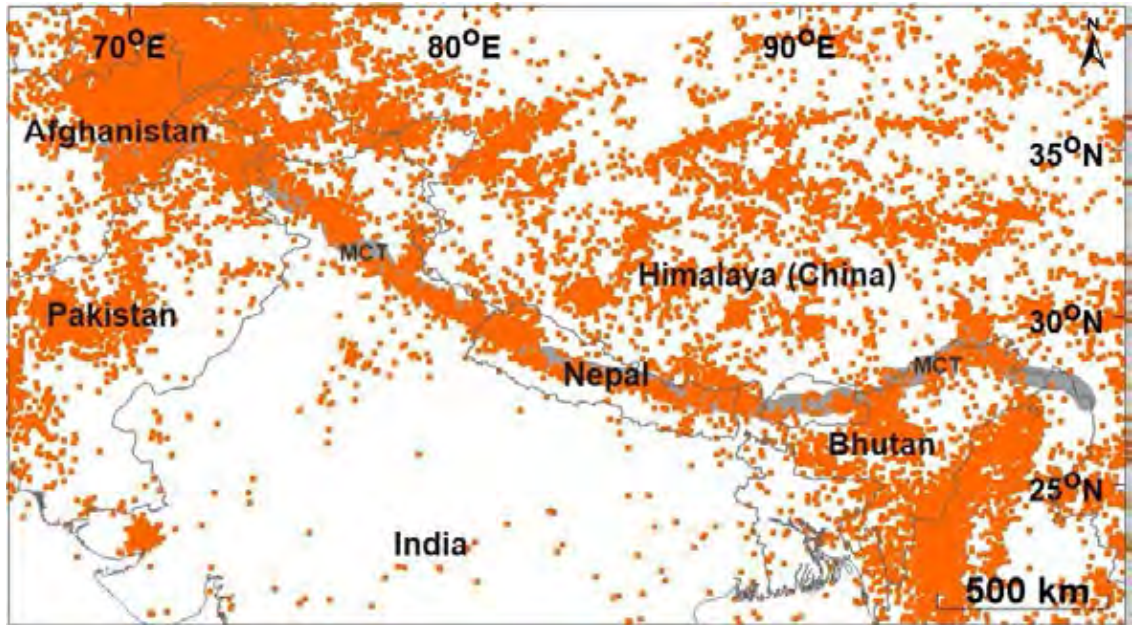 70°E
80°E
90°E
N
Afghanistan
35°N
MCT
Himalaya (China)
Pakistan
30°N
Nepal
MCT
Bhutan
25°N
India
500 km